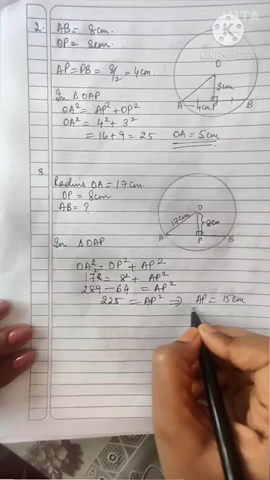 2.
AB = 8cm.
OP = 3cm.
AP = PB = 8/2 = 4cm.
In △OAP
OA² = AP² + OP²
OA² = 4² + 3²
= 16 + 9 = 25
OA = 5cm
O
3cm
A
4cm
P
B
3.
Radius OA = 17cm
OP = 8cm
AB = ?
O
17cm
8cm
A
P
B
In △OAP
OA² = OP² + AP²
17² = 8² + AP²
289 - 64 = AP²
225 = AP² ⇒ AP = 15cm